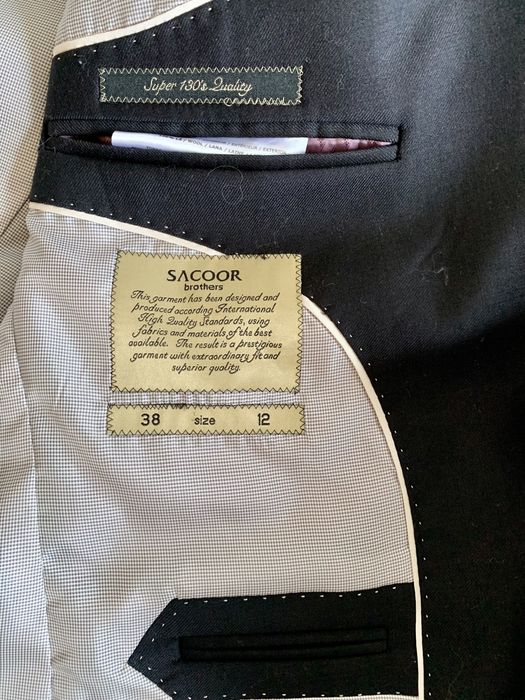 Super 130's Quality
/ WOOL / LANA /
SACOOR
brothers
This garment has been designed and
produced according International
High Quality Standards, using
fabrics and materials of the best
available. The result is a prestigious
garment with extraordinary fit and
superior quality.
38 size 12